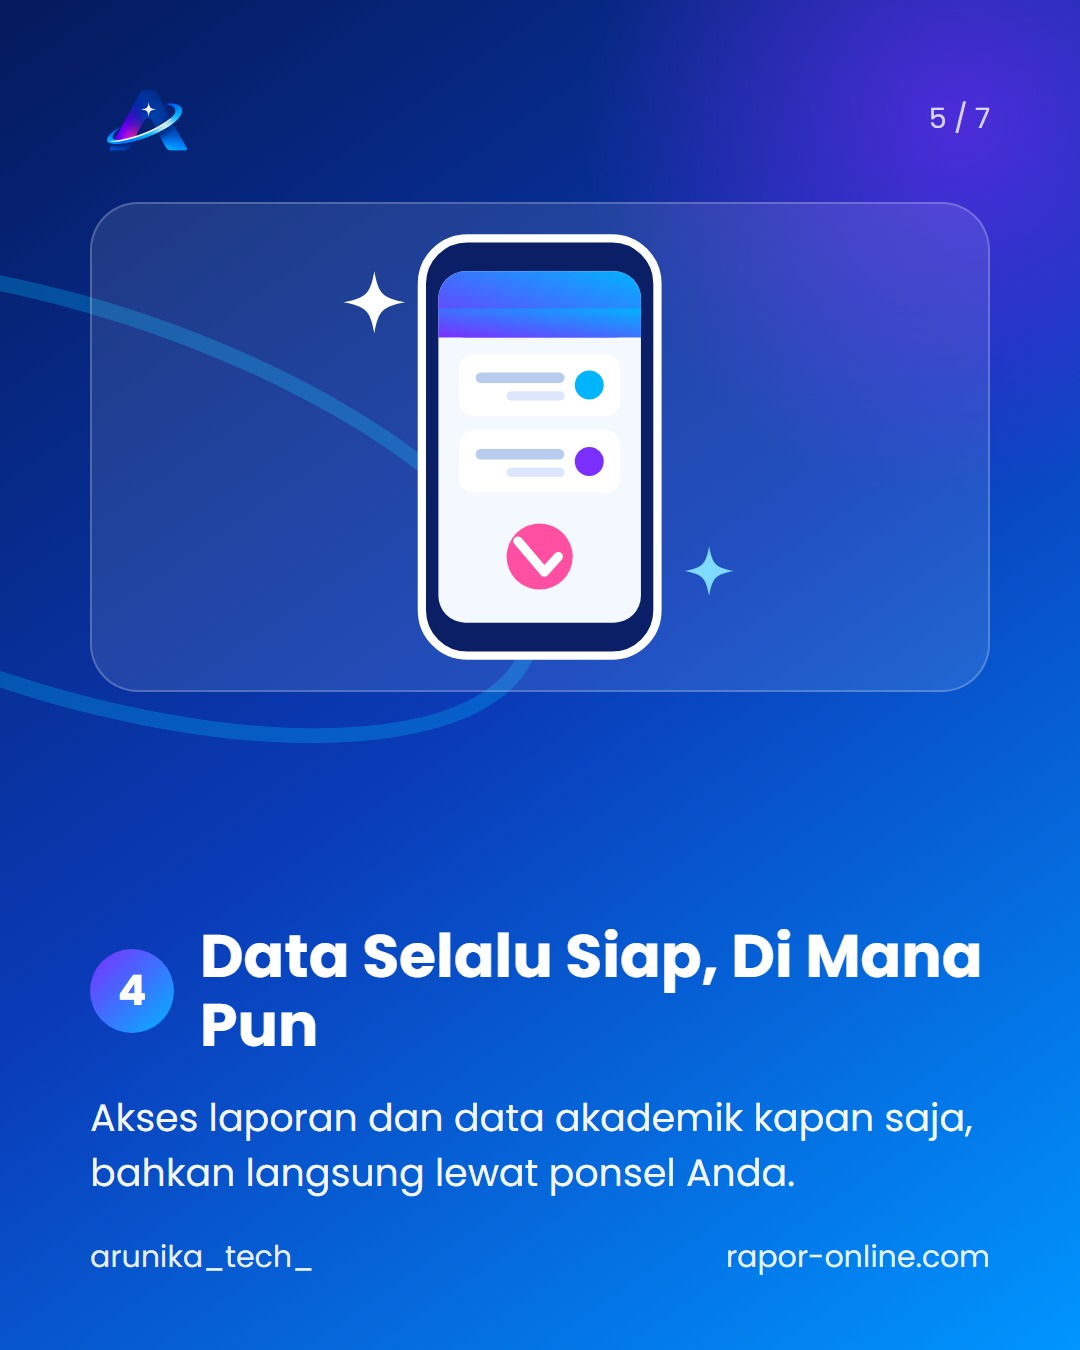 5 / 7
4
Data Selalu Siap, Di Mana
Pun
Akses laporan dan data akademik kapan saja,
bahkan langsung lewat ponsel Anda.
arunika_tech_
rapor-online.com